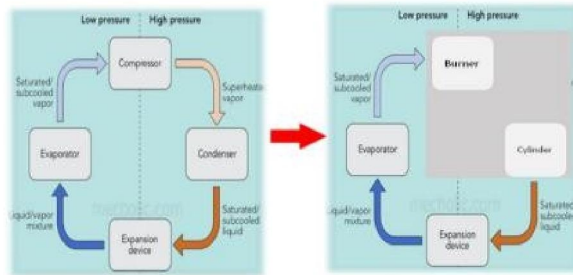 Low pressure
High pressure
Compressor
Saturated/
subcooled
vapor
Superheate
vapor
Evaporator
Condenser
Liquid/vapor
mixture
Saturated/
subcooled
liquid
Expansion
device
Low pressure
High pressure
Burner
Saturated/
subcooled
vapor
Evaporator
Cylinder
Liquid/vapor
mixture
Saturated
subcooled
liquid
Expansion
device